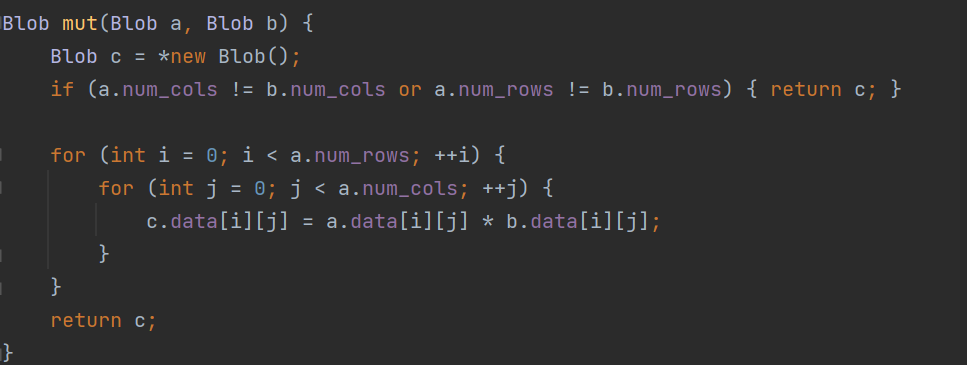 Blob mut(Blob a, Blob b) {
    Blob c = *new Blob();
    if (a.num_cols != b.num_cols or a.num_rows != b.num_rows) { return c; }
    for (int i = 0; i < a.num_rows; ++i) {
        for (int j = 0; j < a.num_cols; ++j) {
            c.data[i][j] = a.data[i][j] * b.data[i][j];
        }
    }
    return c;
}